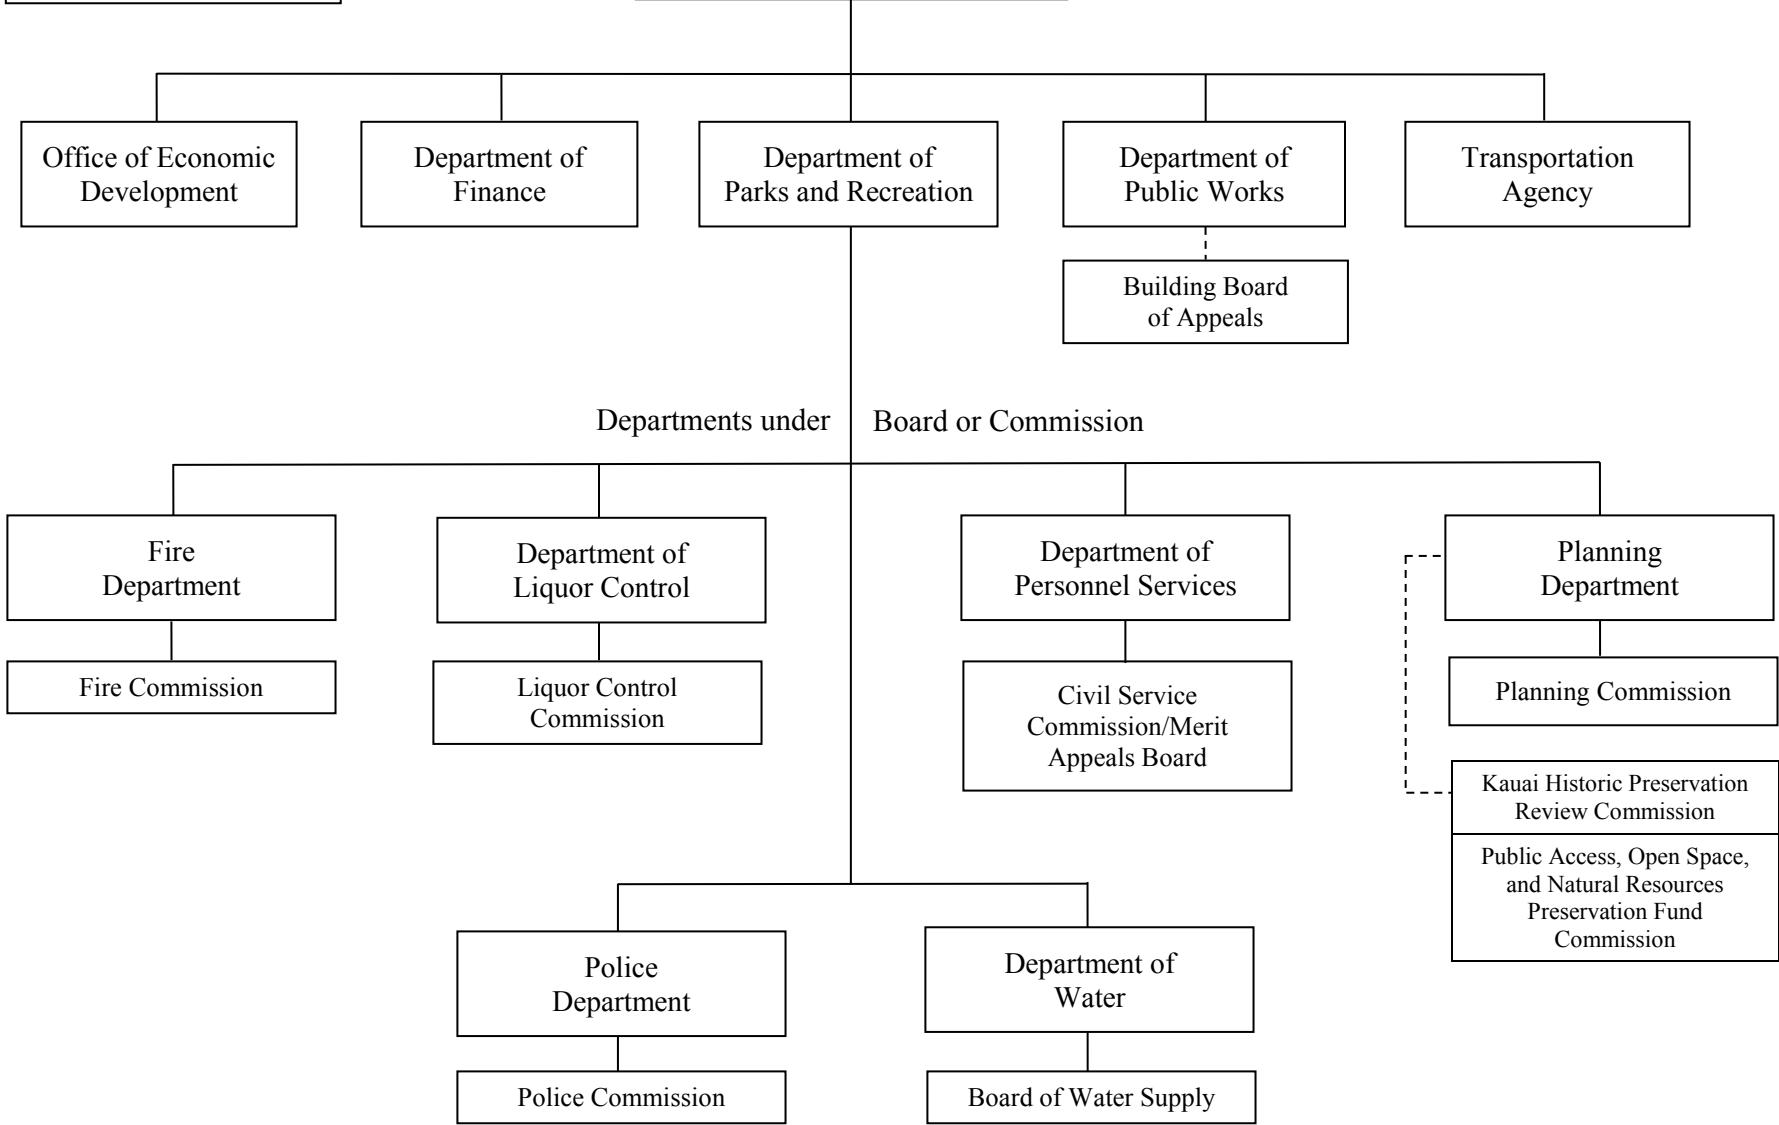 Office of Economic
Development
Department of
Finance
Department of
Parks and Recreation
Department of
Public Works
Transportation
Agency
Building Board
of Appeals
Departments under Board or Commission
Fire
Department
Department of
Liquor Control
Department of
Personnel Services
Planning
Department
Fire Commission
Liquor Control
Commission
Civil Service
Commission/Merit
Appeals Board
Planning Commission
Kauai Historic Preservation
Review Commission
Public Access, Open Space,
and Natural Resources
Preservation Fund
Commission
Police
Department
Department of
Water
Police Commission
Board of Water Supply